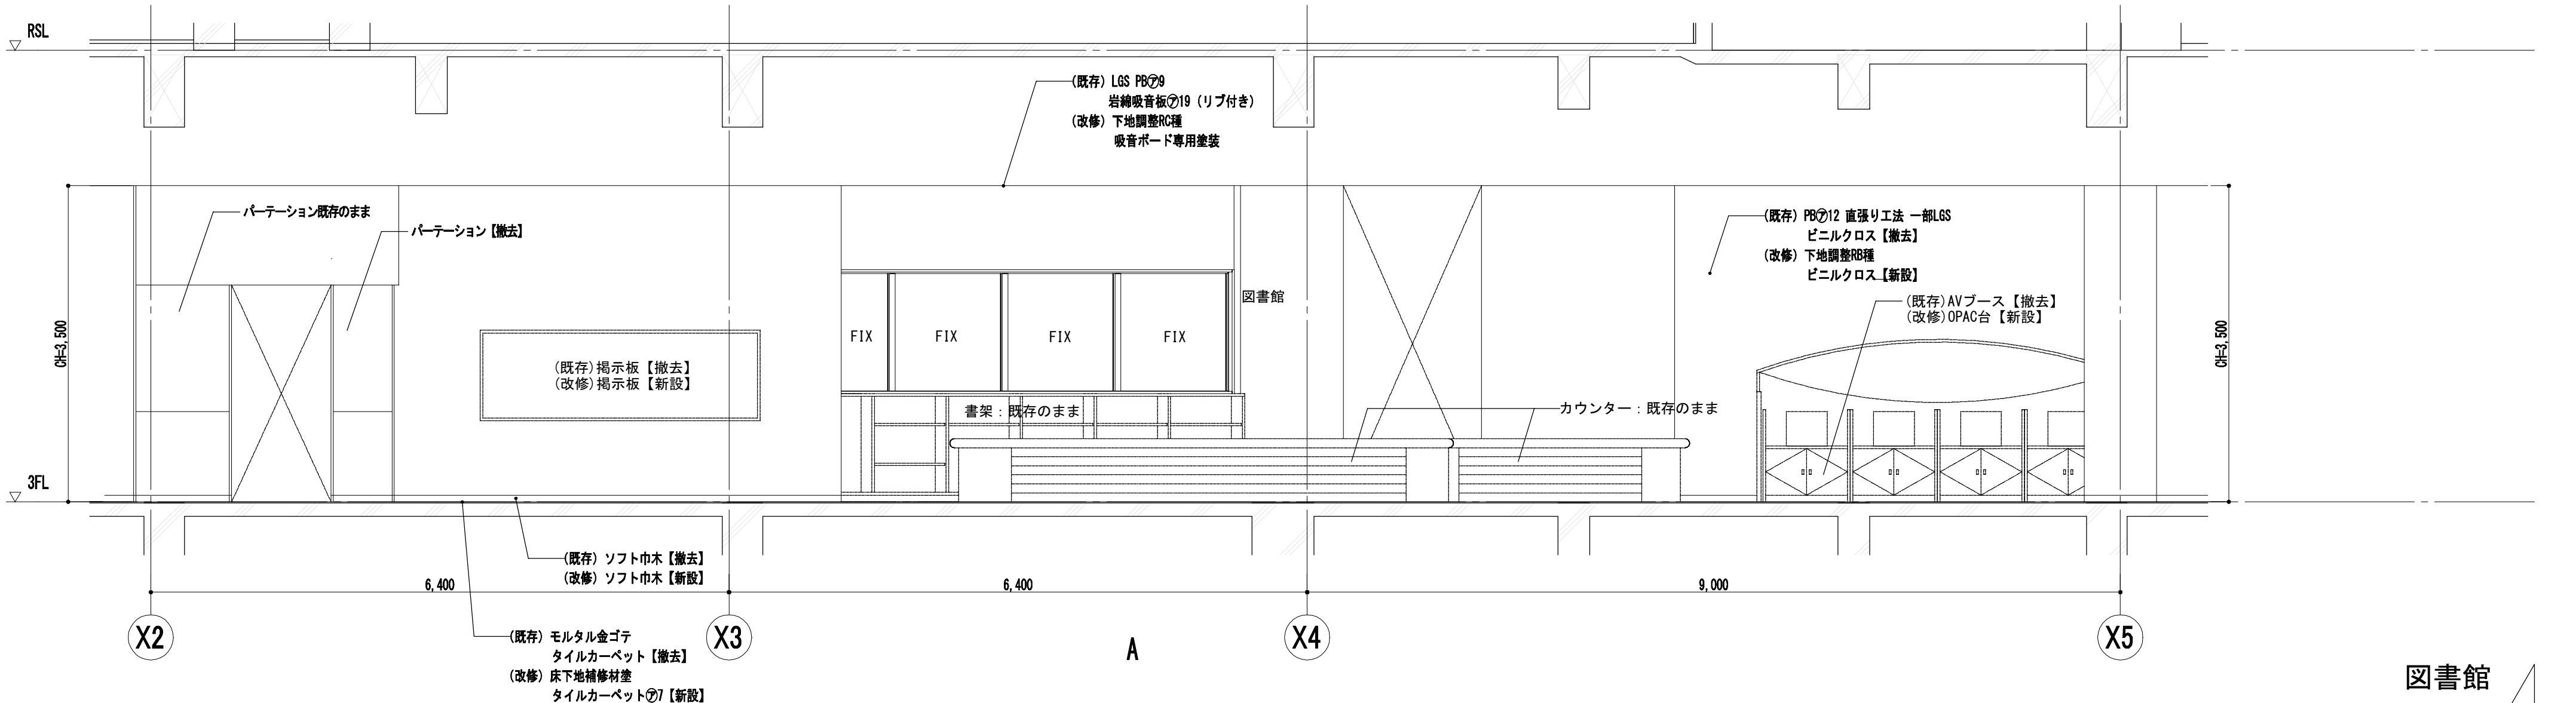 RSL
(既存) LGS PB㋐9
岩綿吸音板㋐19 (リブ付き)
(改修) 下地調整RC種
吸音ボード専用塗装
パーテーション既存のまま
パーテーション【撤去】
(既存) PB㋐12 直張り工法 一部LGS
ビニルクロス【撤去】
(改修) 下地調整RB種
ビニルクロス【新設】
図書館
(既存)AVブース【撤去】
(改修)OPAC台【新設】
CH=3,500
CH=3,500
FIX
FIX
FIX
FIX
(既存)掲示板【撤去】
(改修)掲示板【新設】
書架：既存のまま
カウンター：既存のまま
3FL
(既存) ソフト巾木【撤去】
(改修) ソフト巾木【新設】
6,400
6,400
9,000
X2
X3
X4
X5
(既存) モルタル金ゴテ
タイルカーペット【撤去】
(改修) 床下地補修材塗
タイルカーペット㋐7【新設】
A
図書館